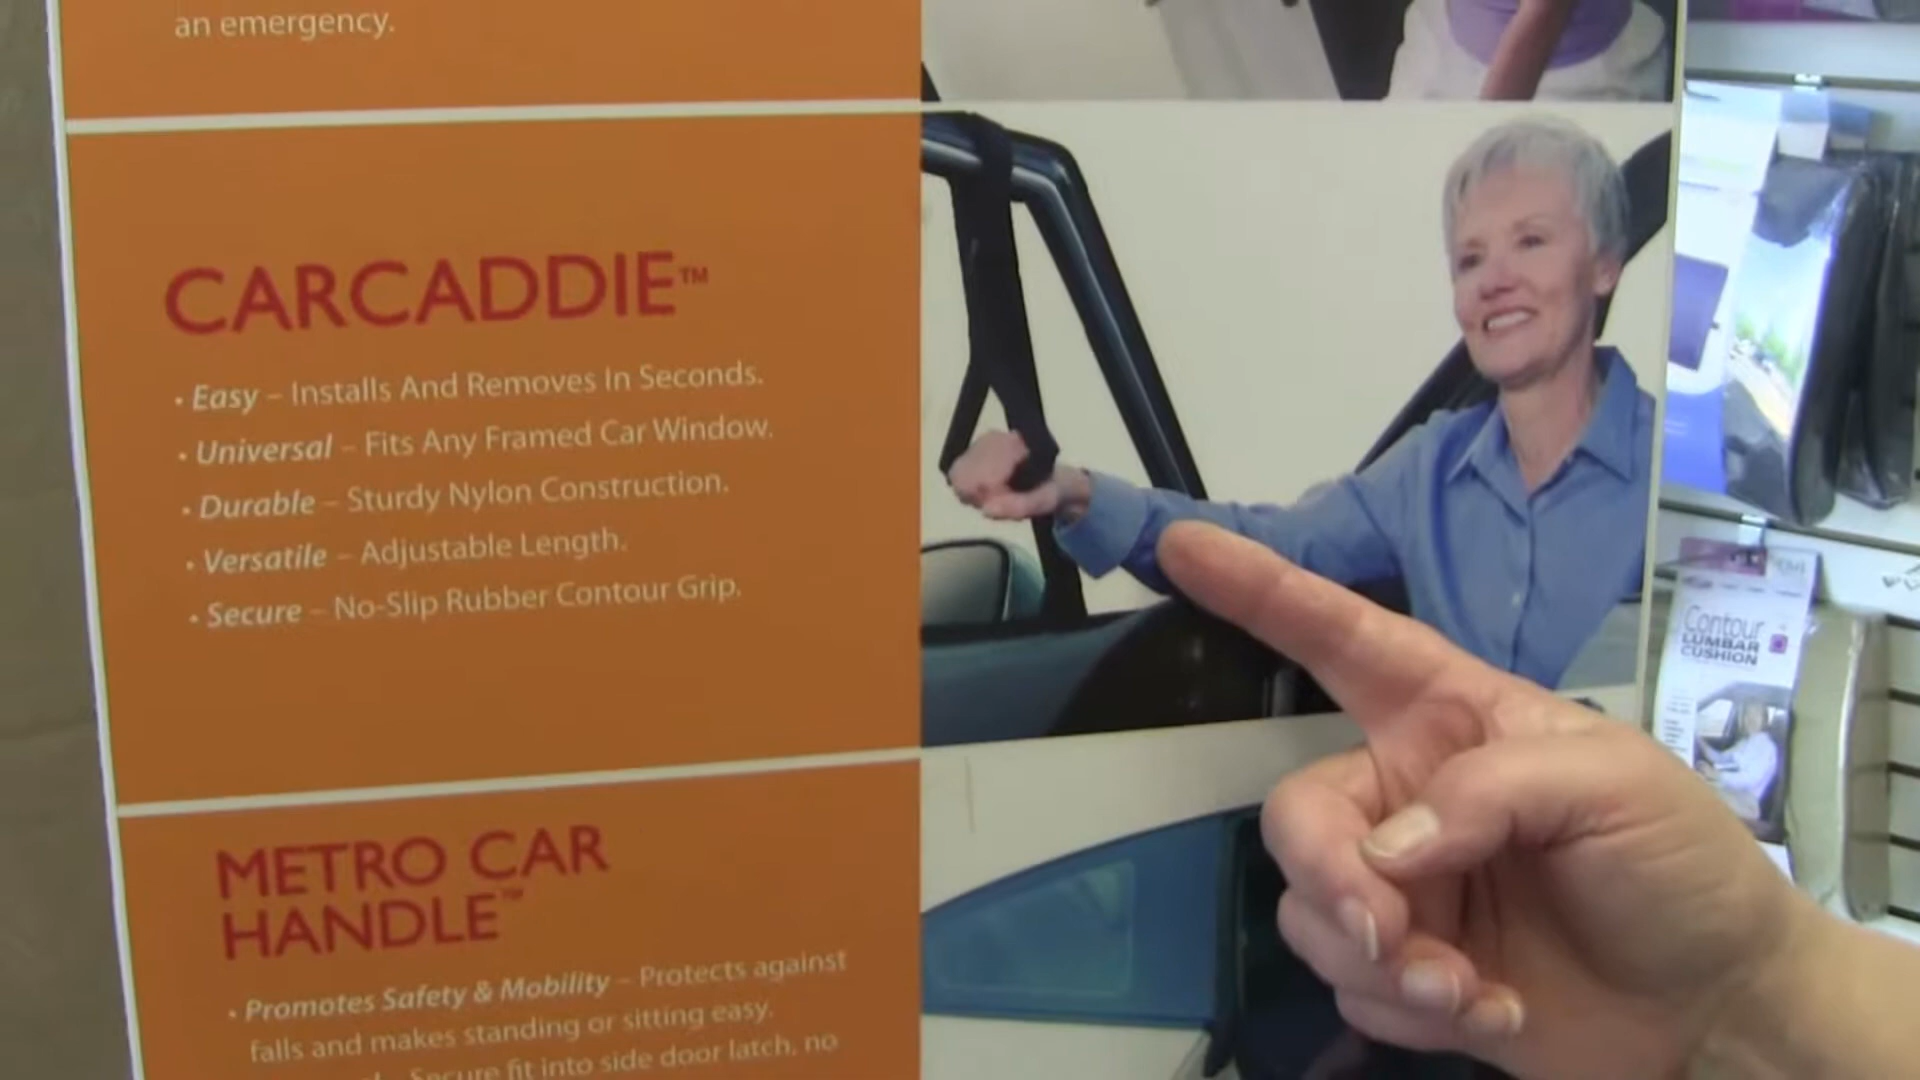 an emergency.
CARCADDIE™
• Easy – Installs And Removes In Seconds.
• Universal – Fits Any Framed Car Window.
• Durable – Sturdy Nylon Construction.
• Versatile – Adjustable Length.
• Secure – No-Slip Rubber Contour Grip.
METRO CAR
HANDLE™
• Promotes Safety & Mobility – Protects against
falls and makes standing or sitting easy.
Secure fit into side door latch, no
Contour
LUMBAR
CUSHION